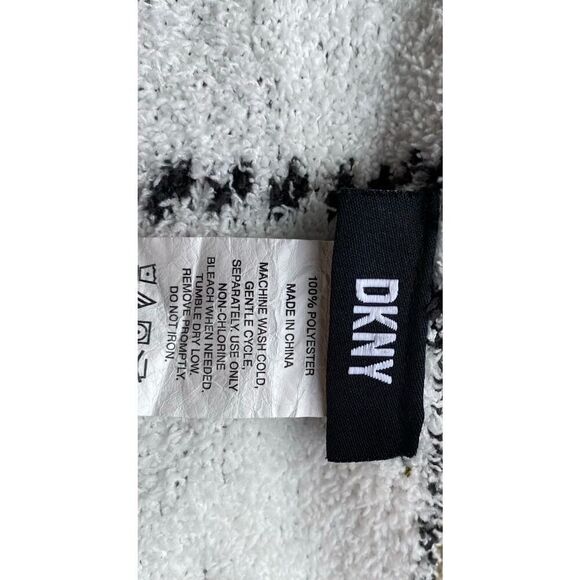 DKNY
100% POLYESTER
MADE IN CHINA
MACHINE WASH COLD,
GENTLE CYCLE,
SEPARATELY. USE ONLY
NON-CHLORINE
BLEACH WHEN NEEDED.
TUMBLE DRY LOW.
REMOVE PROMPTLY.
DO NOT IRON.